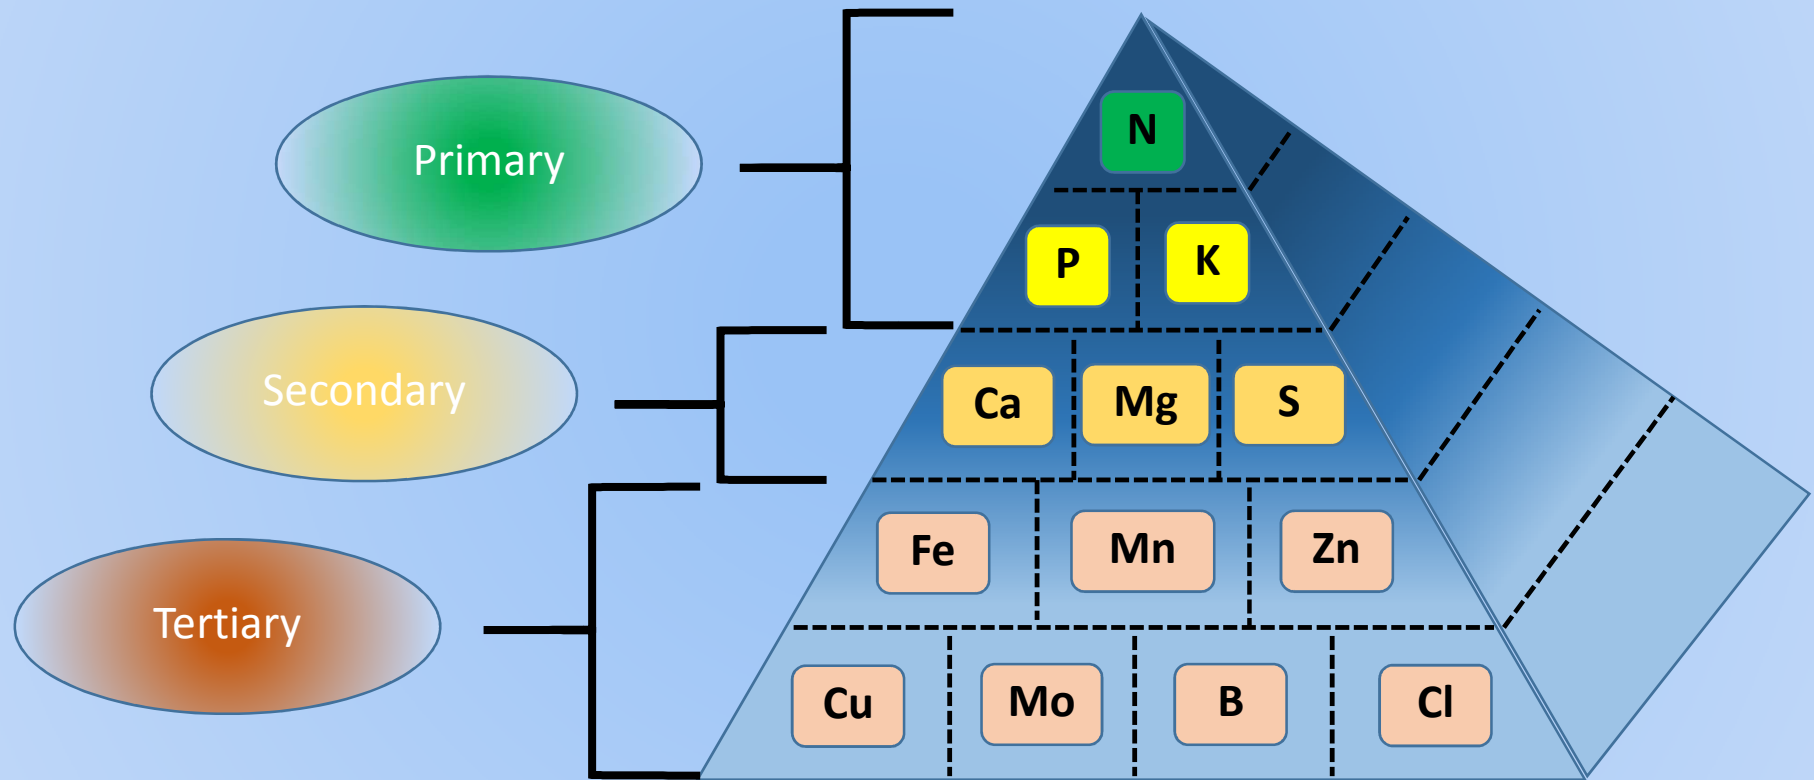 Primary
N
P K
Secondary
Ca Mg S
Tertiary
Fe Mn Zn
Cu Mo B Cl